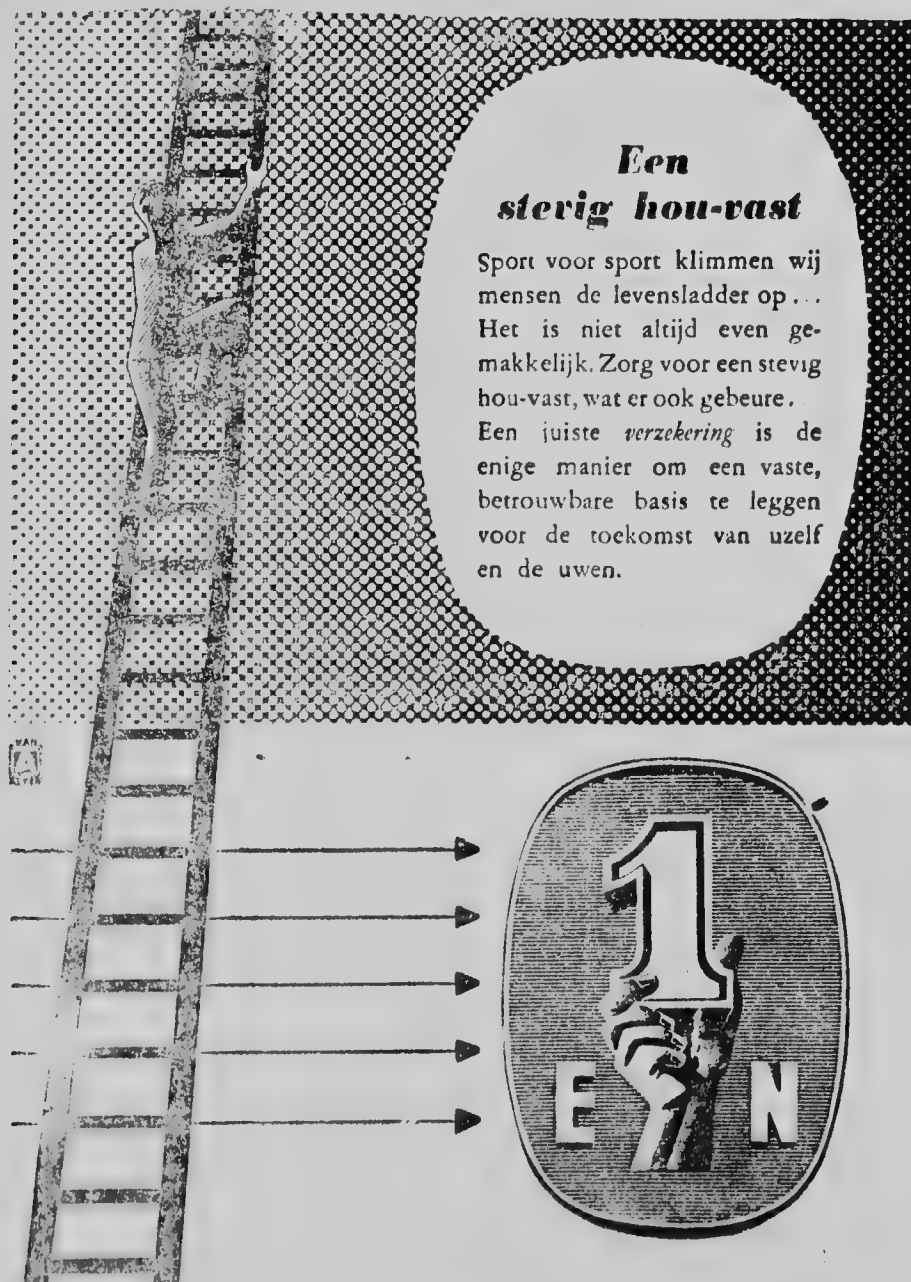 Een
stevig hou-vast
Sport voor sport klimmen wij
mensen de levensladder op...
Het is niet altijd even ge-
makkelijk. Zorg voor een stevig
hou-vast, wat er ook gebeure.
Een juiste verzekering is de
enige manier om een vaste,
betrouwbare basis te leggen
voor de toekomst van uzelf
en de uwen.
VAN
A
1
E N